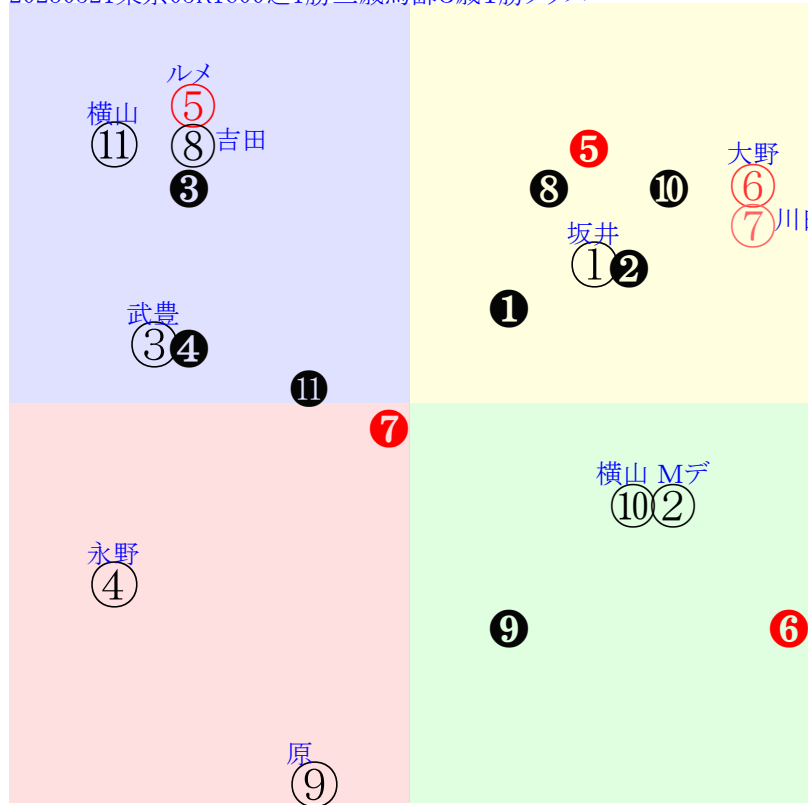 ルメ
横山 ⑤
⑪ ⑧ 吉田
❺
大野
❸ ❽ ❿ ⑥
⑦ 川
坂井
① ❷
武豊 ❶
③ ❹
⓫
❼
横山 Mデ
⑩ ②
永野
④
❾ ❻
原
⑨